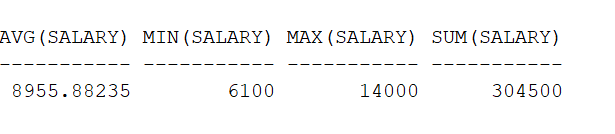 AVG(SALARY) MIN(SALARY) MAX(SALARY) SUM(SALARY)
----------- ----------- ----------- -----------
8955.88235 6100 14000 304500